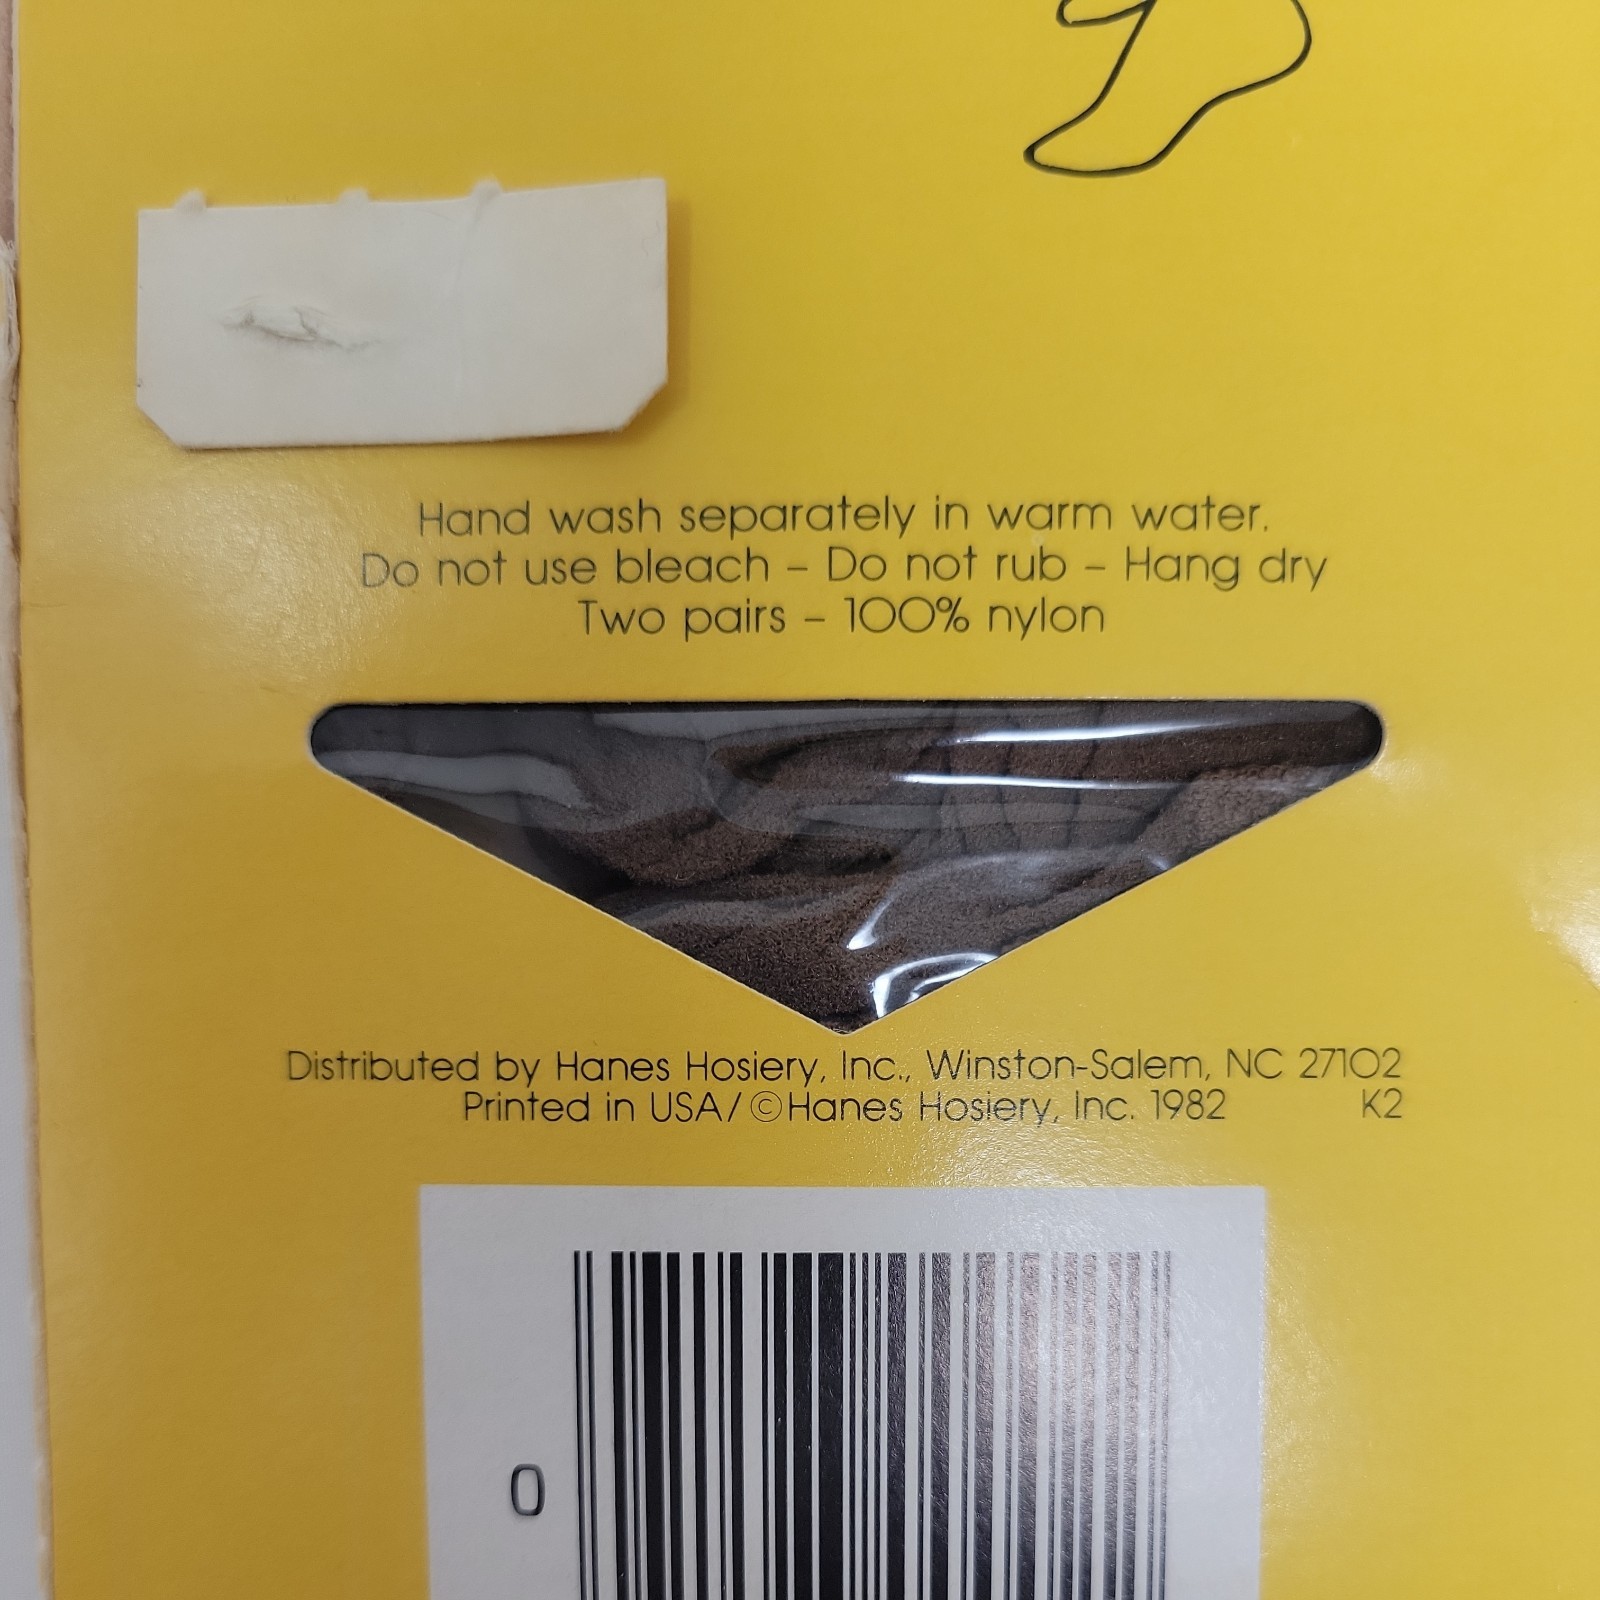 Hand wash separately in warm water.
Do not use bleach – Do not rub – Hang dry
Two pairs – 100% nylon
Distributed by Hanes Hosiery, Inc., Winston-Salem, NC 27102
Printed in USA/©Hanes Hosiery, Inc. 1982 K2
0